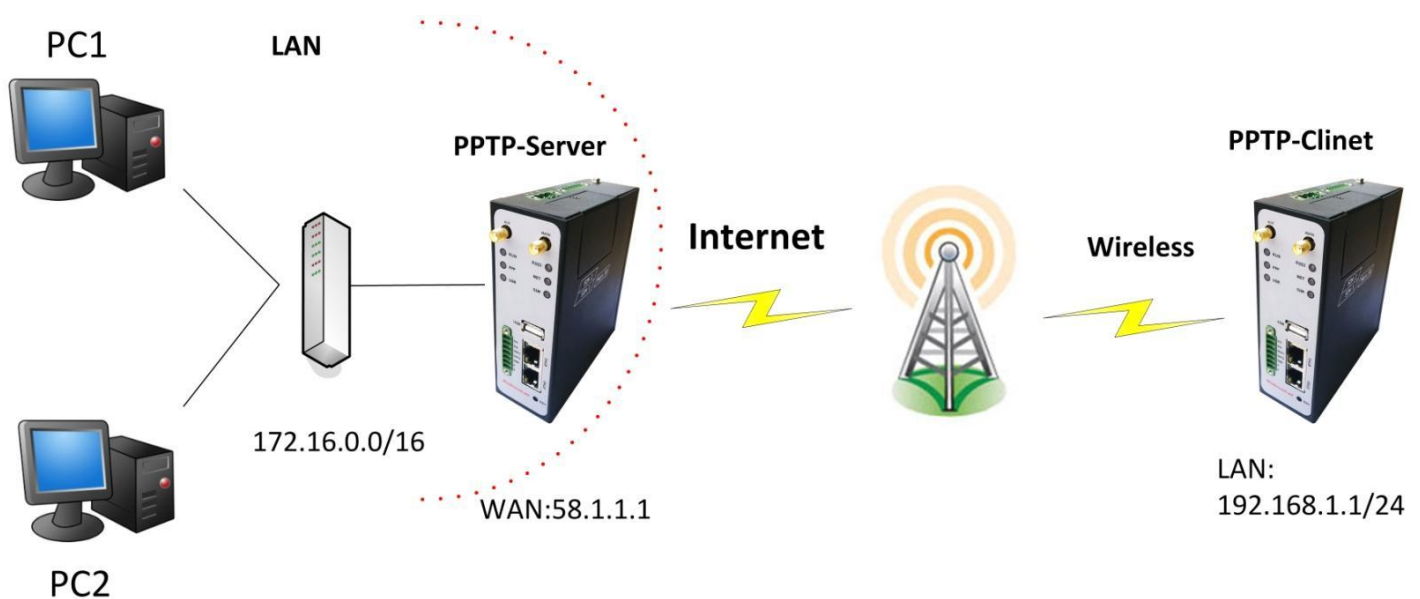 PC1
LAN
PPTP-Server
PPTP-Clinet
Internet
Wireless
172.16.0.0/16
WAN:58.1.1.1
LAN:
192.168.1.1/24
PC2